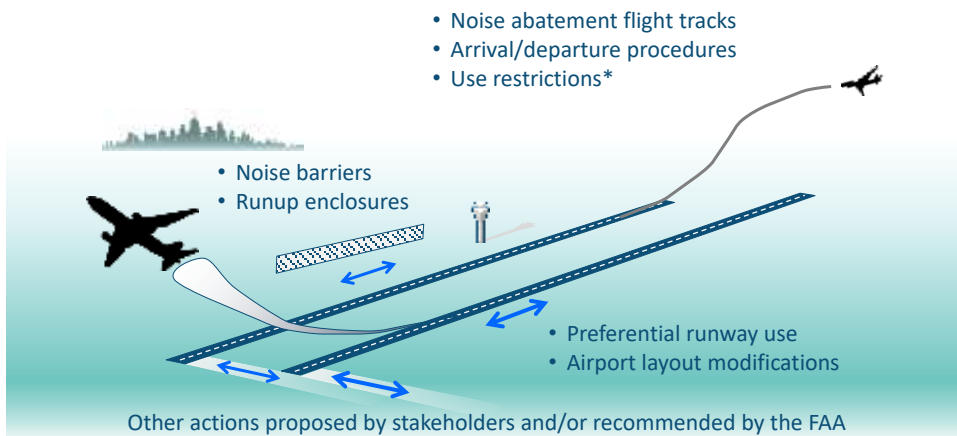 • Noise abatement flight tracks
• Arrival/departure procedures
• Use restrictions*
• Noise barriers
• Runup enclosures
• Preferential runway use
• Airport layout modifications
Other actions proposed by stakeholders and/or recommended by the FAA